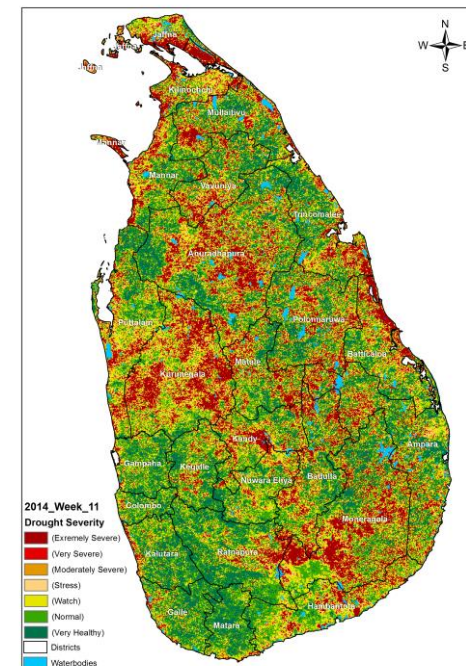 N
W E
S
Jaffna
Kilinochchi
Mullaitivu
Mannar
Mannar
Vavuniya
Trincomalee
Anuradhapura
Puttalam
Polonnaruwa
Batticaloa
Kurunegala
Matale
Ampara
Kandy
Gampaha
Kegalle
Nuwara Eliya
Badulla
Colombo
Moneragala
Kalutara
Ratnapura
Galle
Matara
Hambantota
2014_Week_11
Drought Severity
(Exremely Severe)
(Very Severe)
(Moderately Severe)
(Stress)
(Watch)
(Normal)
(Very Healthy)
Districts
Waterbodies